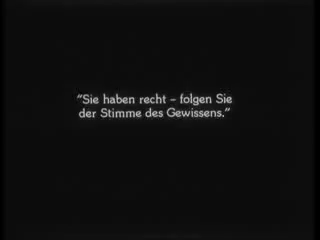 "Sie haben recht – folgen Sie
der Stimme des Gewissens."